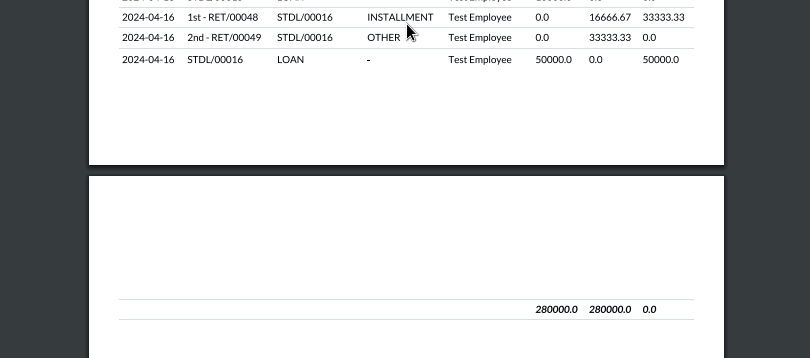 2024-04-16 1st - RET/00048 STDL/00016 INSTALLMENT Test Employee 0.0 16666.67 33333.33
2024-04-16 2nd - RET/00049 STDL/00016 OTHER Test Employee 0.0 33333.33 0.0
2024-04-16 STDL/00016 LOAN - Test Employee 50000.0 0.0 50000.0
280000.0 280000.0 0.0